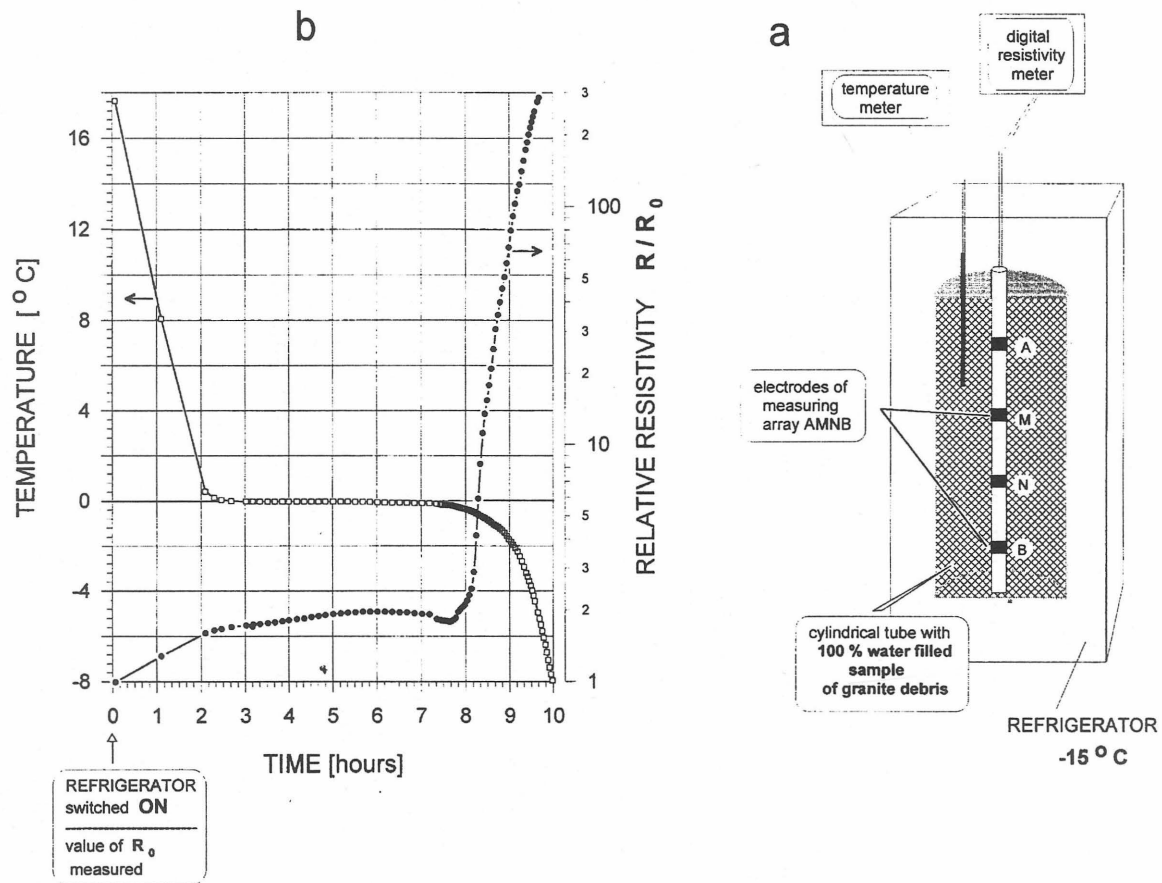 b
a
TEMPERATURE [ ° C]
16
12
8
4
0
-4
-8
3
2
100
5
3
2
10
5
3
2
1
RELATIVE RESISTIVITY R / R₀
0 1 2 3 4 5 6 7 8 9 10
TIME [hours]
REFRIGERATOR
switched ON
value of R₀
measured
digital
resistivity
meter
temperature
meter
electrodes of
measuring
array AMNB
A
M
N
B
cylindrical tube with
100 % water filled
sample
of granite debris
REFRIGERATOR
-15 ° C